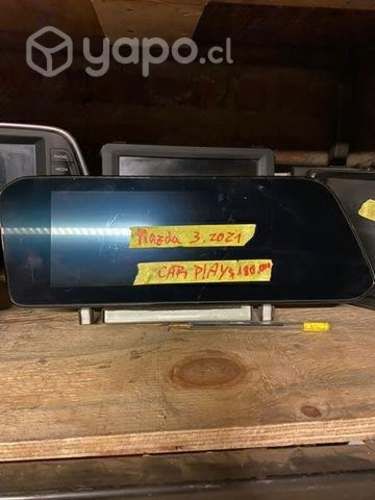 yapo.cl
Mazda 3. 2021
CAR PLAY $180.000